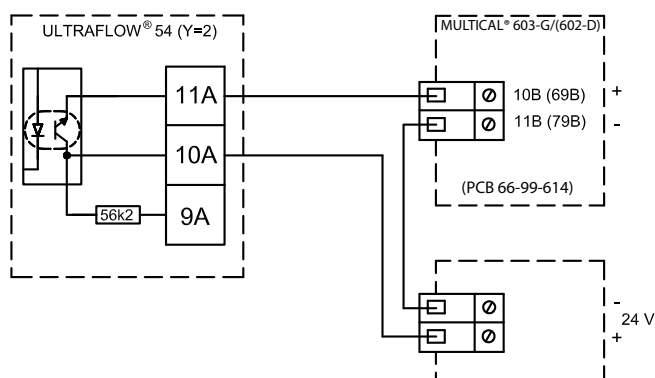 ULTRAFLOW® 54 (Y=2)
11A
10A
56k2
9A
MULTICAL® 603-G/(602-D)
10B (69B) +
11B (79B) -
(PCB 66-99-614)
-
24 V
+